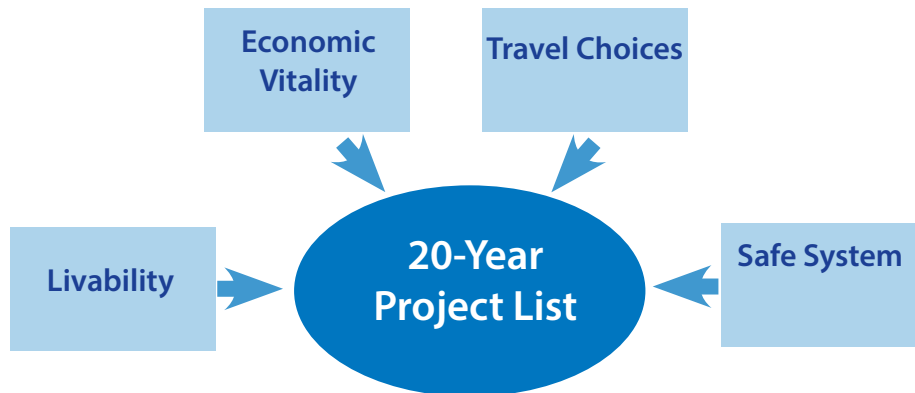 Economic
Vitality
Travel Choices
Livability
20-Year
Project List
Safe System